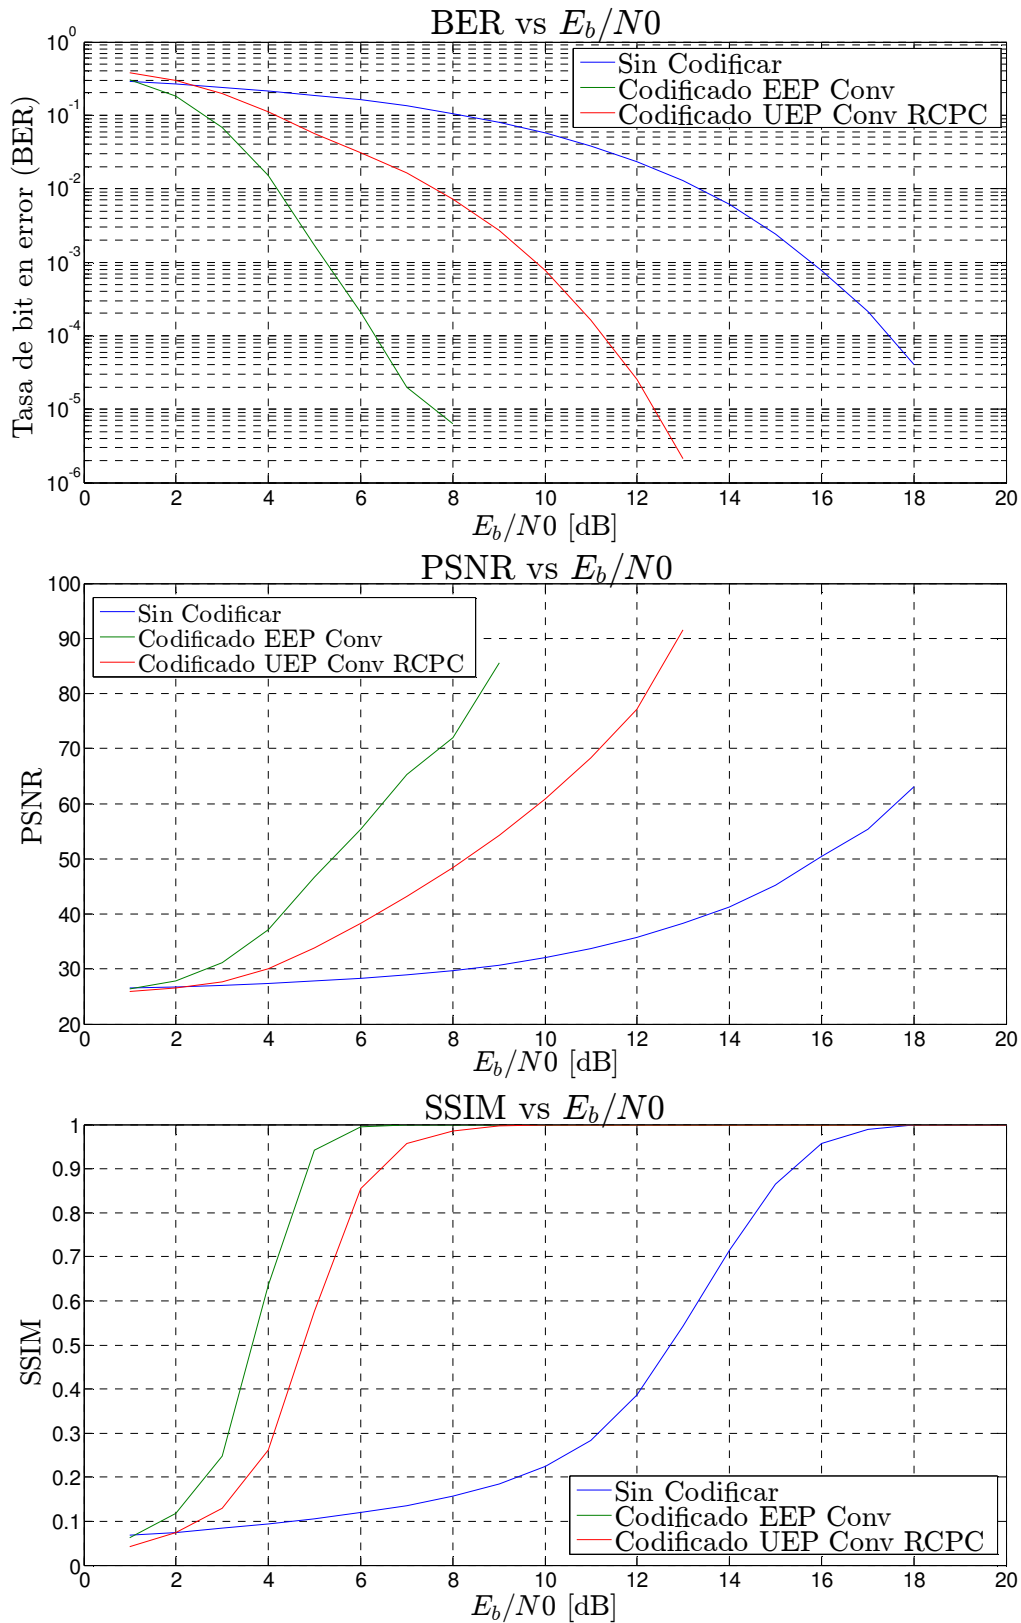 BER vs E_b/N0
10^0
10^-1
10^-2
10^-3
10^-4
10^-5
10^-6
Tasa de bit en error (BER)
Sin Codificar
Codificado EEP Conv
Codificado UEP Conv RCPC
0 2 4 6 8 10 12 14 16 18 20
E_b/N0 [dB]
PSNR vs E_b/N0
100
90
80
70
60
50
40
30
20
PSNR
Sin Codificar
Codificado EEP Conv
Codificado UEP Conv RCPC
0 2 4 6 8 10 12 14 16 18 20
E_b/N0 [dB]
SSIM vs E_b/N0
1
0.9
0.8
0.7
0.6
0.5
0.4
0.3
0.2
0.1
0
SSIM
Sin Codificar
Codificado EEP Conv
Codificado UEP Conv RCPC
0 2 4 6 8 10 12 14 16 18 20
E_b/N0 [dB]